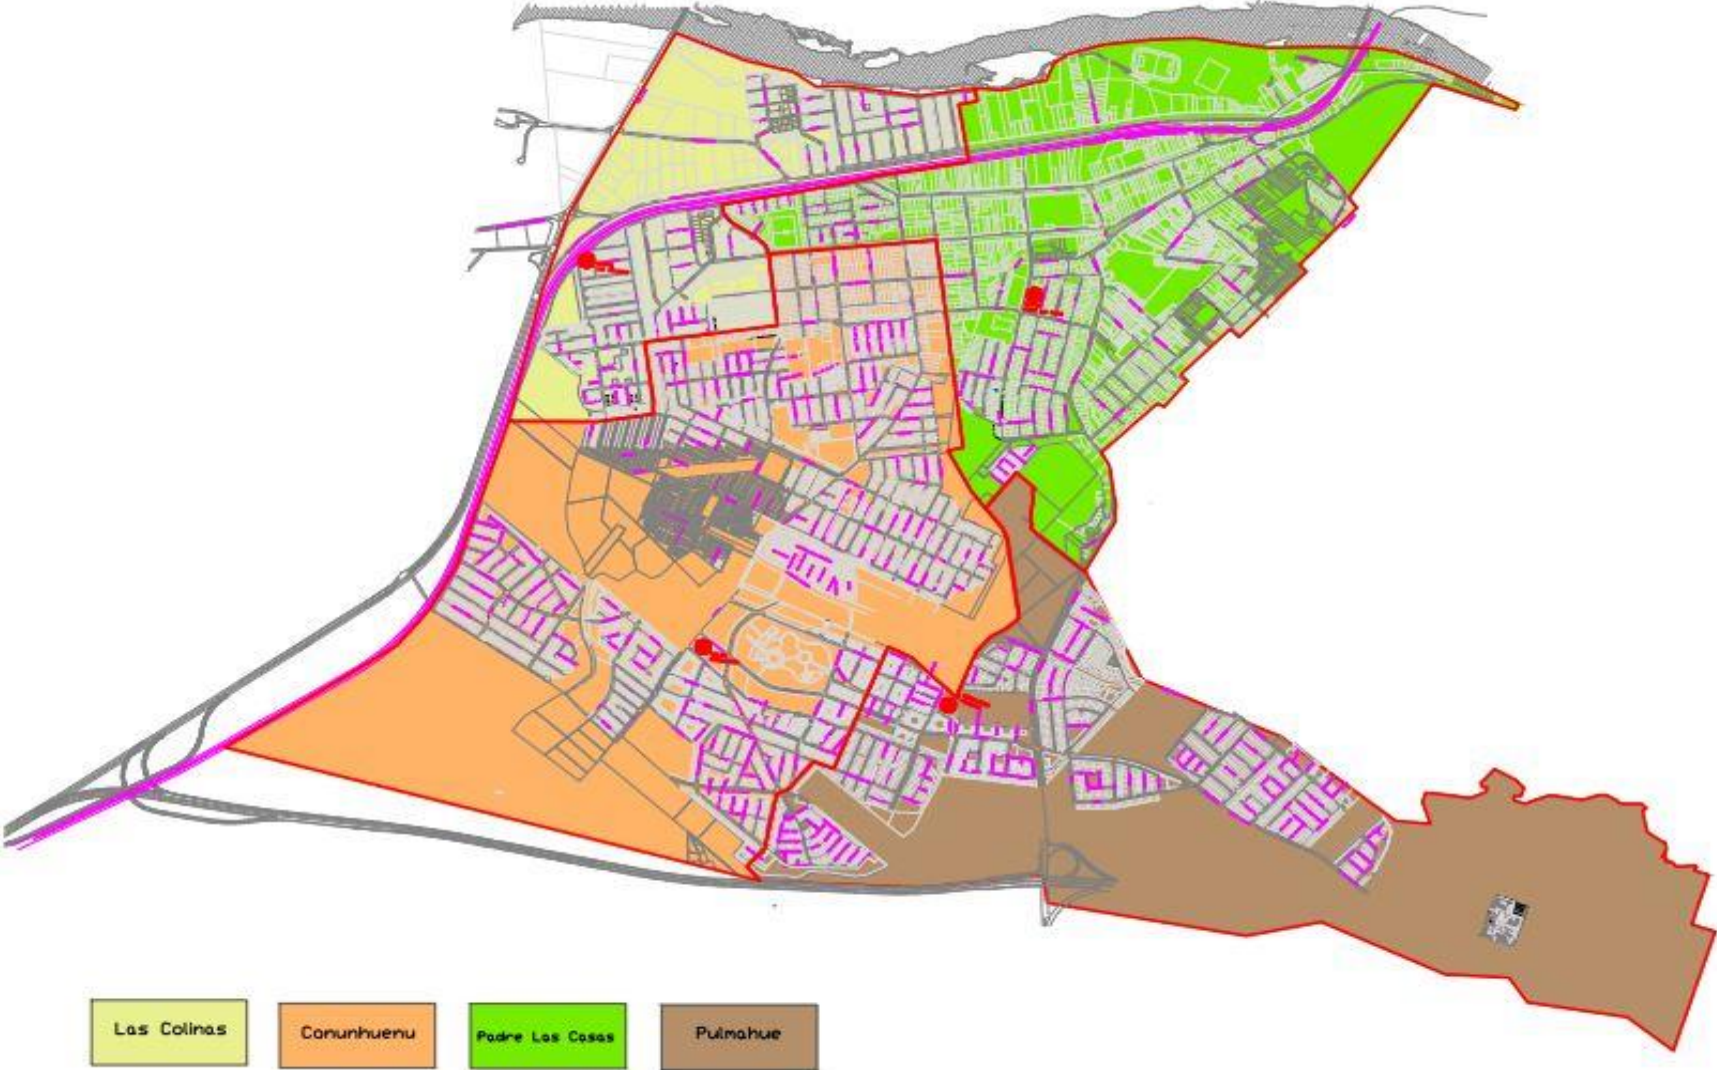 Las Colinas
Conunhuenu
Padre Las Casas
Pulmahue